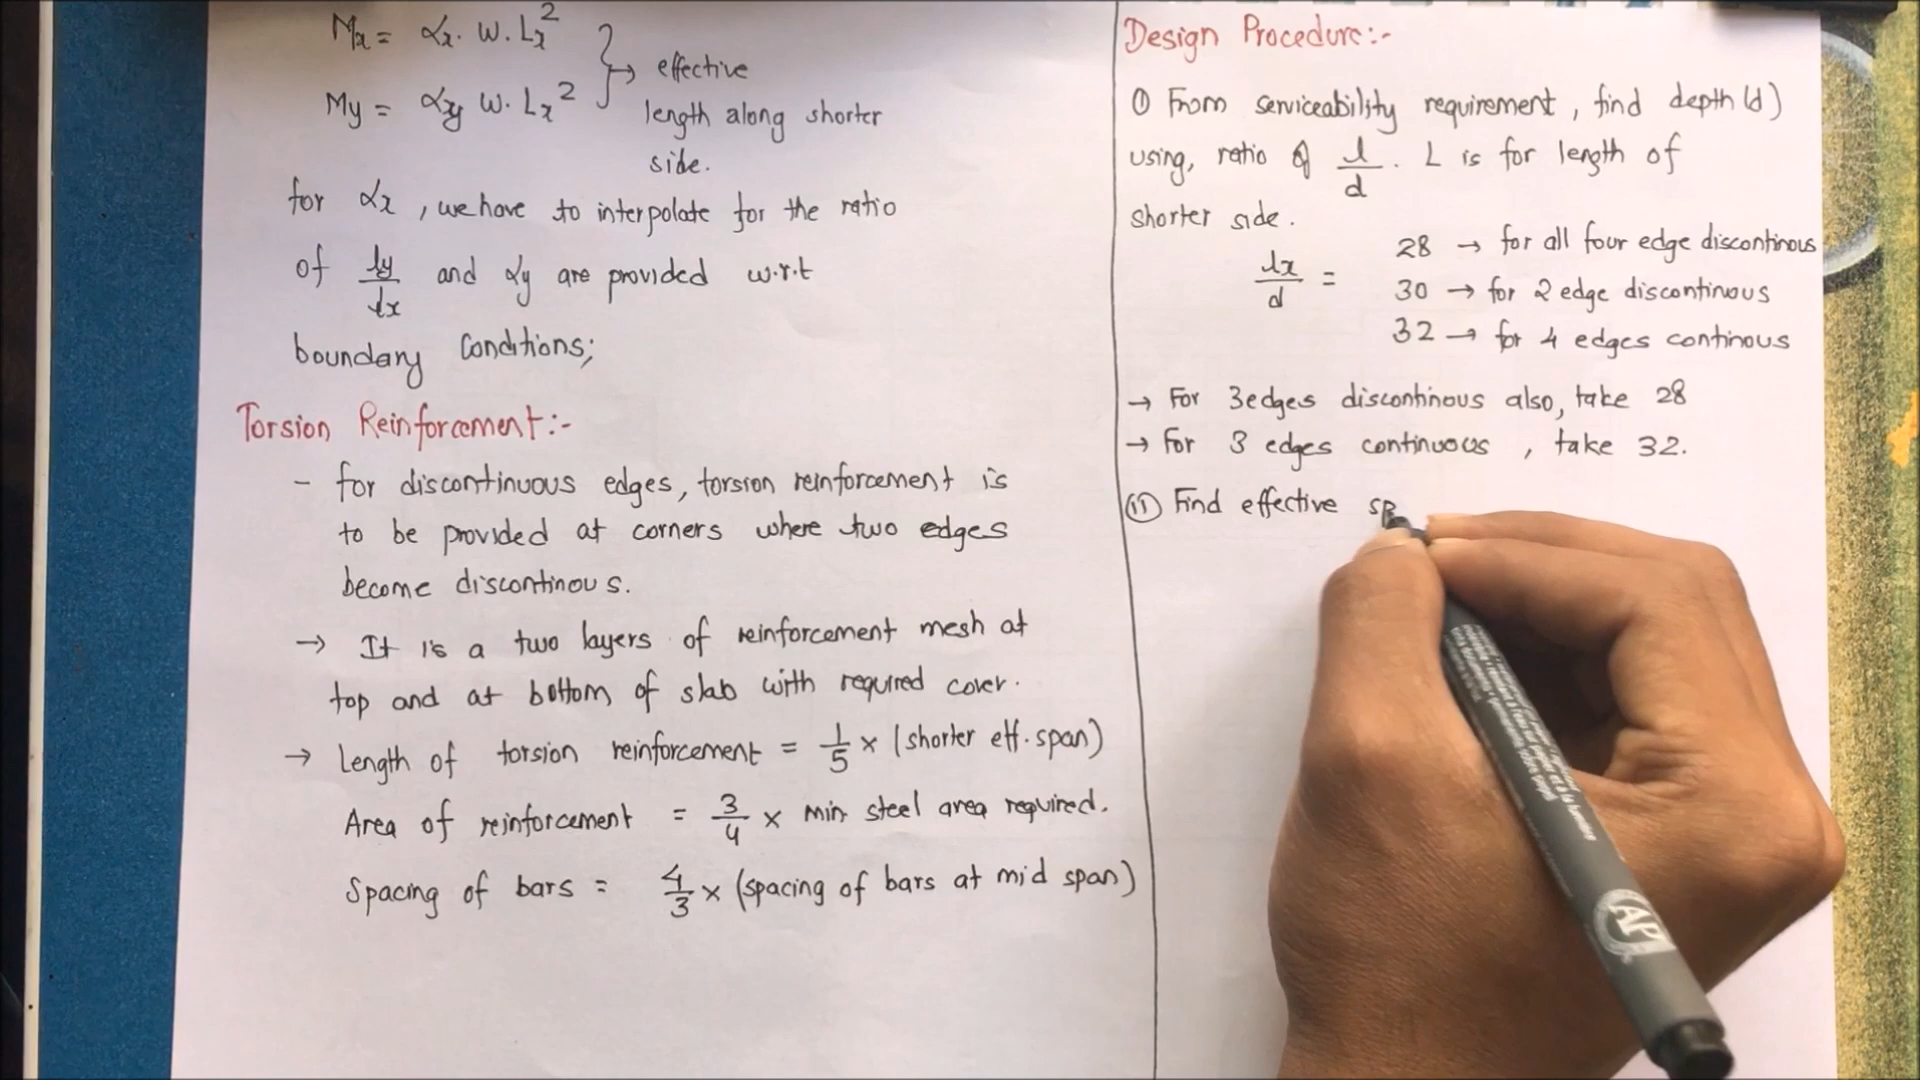 Mx = αx. w. Lx²
My = αy w. Lx²
→ effective
length along shorter
side.
for αx, we have to interpolate for the ratio
of ly/lx and αy are provided w.r.t
boundary Conditions;
Torsion Reinforcement:-
- for discontinuous edges, torsion reinforcement is
to be provided at corners where two edges
become discontinous.
→ It is a two layers of reinforcement mesh at
top and at bottom of slab with required cover.
→ Length of torsion reinforcement = 1/5 × (shorter eff. span)
Area of reinforcement = 3/4 × min steel area required.
Spacing of bars = 4/3 × (spacing of bars at mid span)
Design Procedure:-
① From serviceability requirement, find depth (d)
using, ratio of l/d. L is for length of
shorter side.
lx/d =
28 → for all four edge discontinous
30 → for 2 edge discontinous
32 → for 4 edges continous
→ For 3 edges discontinous also, take 28
→ For 3 edges continuous, take 32.
(ii) Find effective sp